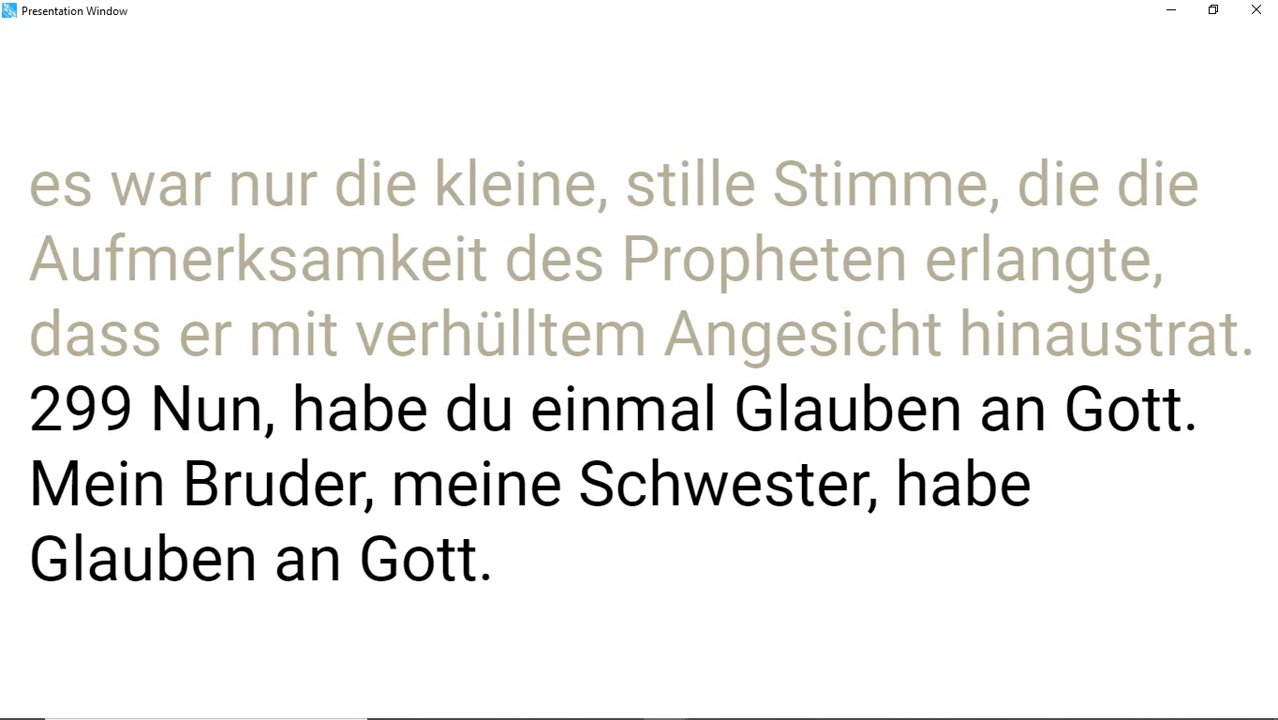 Presentation Window
es war nur die kleine, stille Stimme, die die
Aufmerksamkeit des Propheten erlangte,
dass er mit verhülltem Angesicht hinaustrat.
299 Nun, habe du einmal Glauben an Gott.
Mein Bruder, meine Schwester, habe
Glauben an Gott.